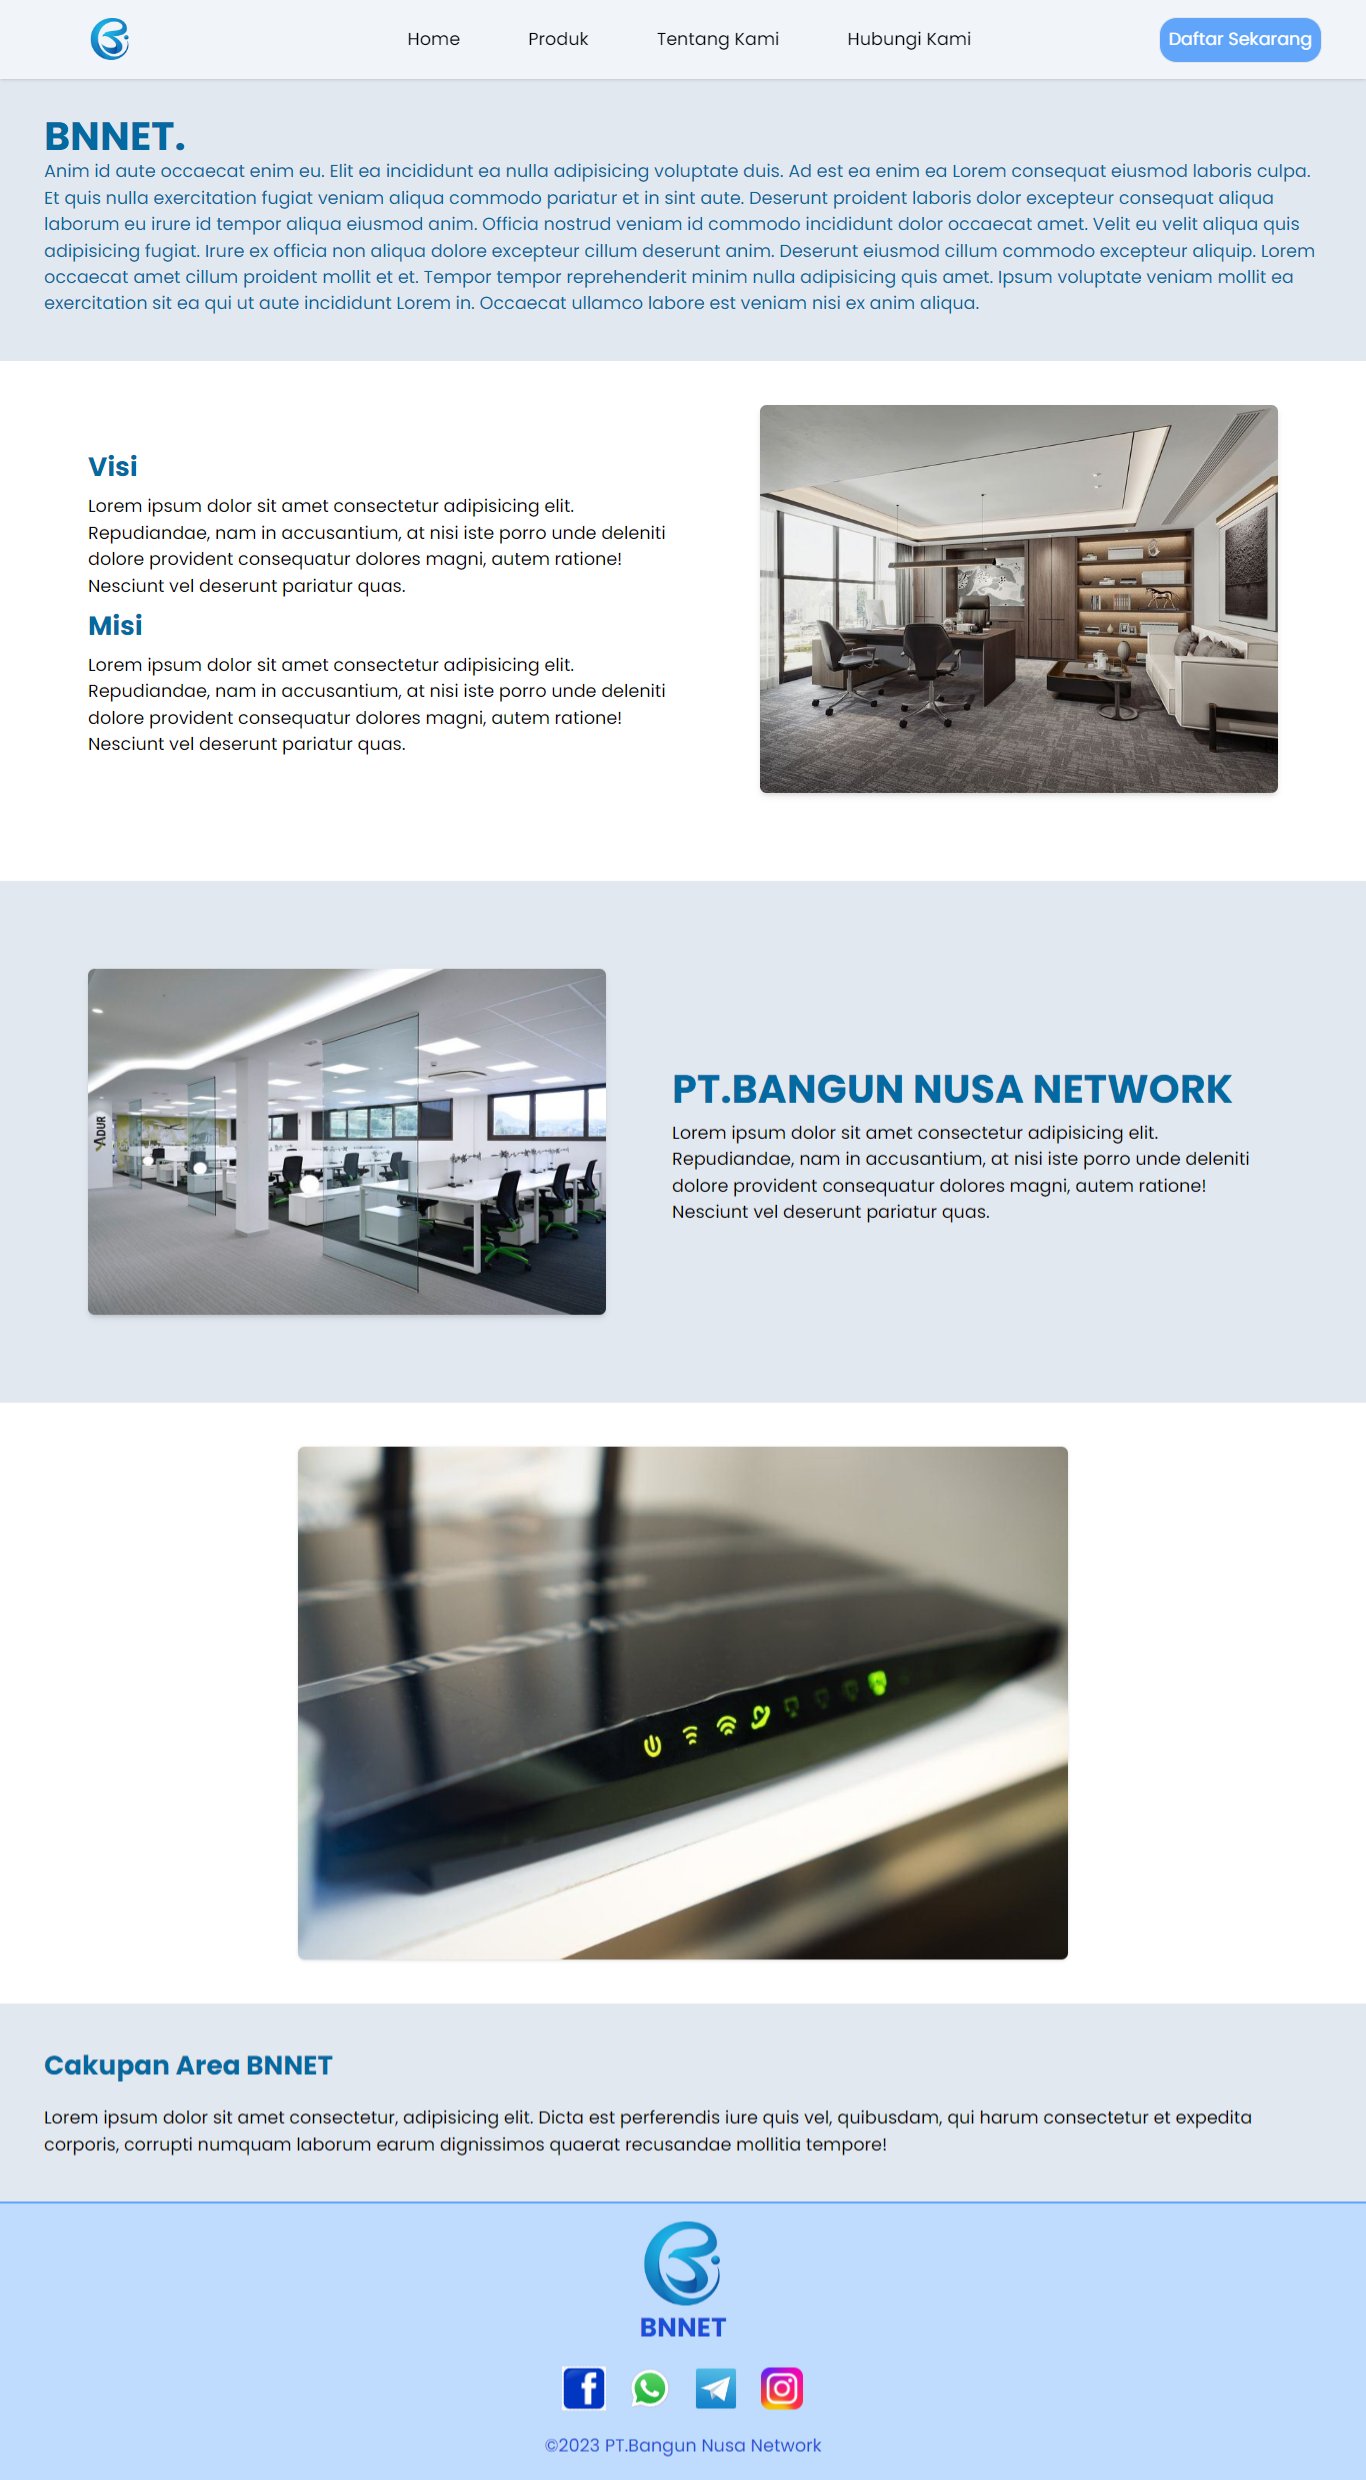 Home Produk Tentang Kami Hubungi Kami Daftar Sekarang
BNNET.
Anim id aute occaecat enim eu. Elit ea incididunt ea nulla adipisicing voluptate duis. Ad est ea enim ea Lorem consequat eiusmod laboris culpa.
Et quis nulla exercitation fugiat veniam aliqua commodo pariatur et in sint aute. Deserunt proident laboris dolor excepteur consequat aliqua
laborum eu irure id tempor aliqua eiusmod anim. Officia nostrud veniam id commodo incididunt dolor occaecat amet. Velit eu velit aliqua quis
adipisicing fugiat. Irure ex officia non aliqua dolore excepteur cillum deserunt anim. Deserunt eiusmod cillum commodo excepteur aliquip. Lorem
occaecat amet cillum proident mollit et et. Tempor tempor reprehenderit minim nulla adipisicing quis amet. Ipsum voluptate veniam mollit ea
exercitation sit ea qui ut aute incididunt Lorem in. Occaecat ullamco labore est veniam nisi ex anim aliqua.
Visi
Lorem ipsum dolor sit amet consectetur adipisicing elit.
Repudiandae, nam in accusantium, at nisi iste porro unde deleniti
dolore provident consequatur dolores magni, autem ratione!
Nesciunt vel deserunt pariatur quas.
Misi
Lorem ipsum dolor sit amet consectetur adipisicing elit.
Repudiandae, nam in accusantium, at nisi iste porro unde deleniti
dolore provident consequatur dolores magni, autem ratione!
Nesciunt vel deserunt pariatur quas.
ADUR
PT.BANGUN NUSA NETWORK
Lorem ipsum dolor sit amet consectetur adipisicing elit.
Repudiandae, nam in accusantium, at nisi iste porro unde deleniti
dolore provident consequatur dolores magni, autem ratione!
Nesciunt vel deserunt pariatur quas.
Cakupan Area BNNET
Lorem ipsum dolor sit amet consectetur, adipisicing elit. Dicta est perferendis iure quis vel, quibusdam, qui harum consectetur et expedita
corporis, corrupti numquam laborum earum dignissimos quaerat recusandae mollitia tempore!
BNNET
©2023 PT.Bangun Nusa Network